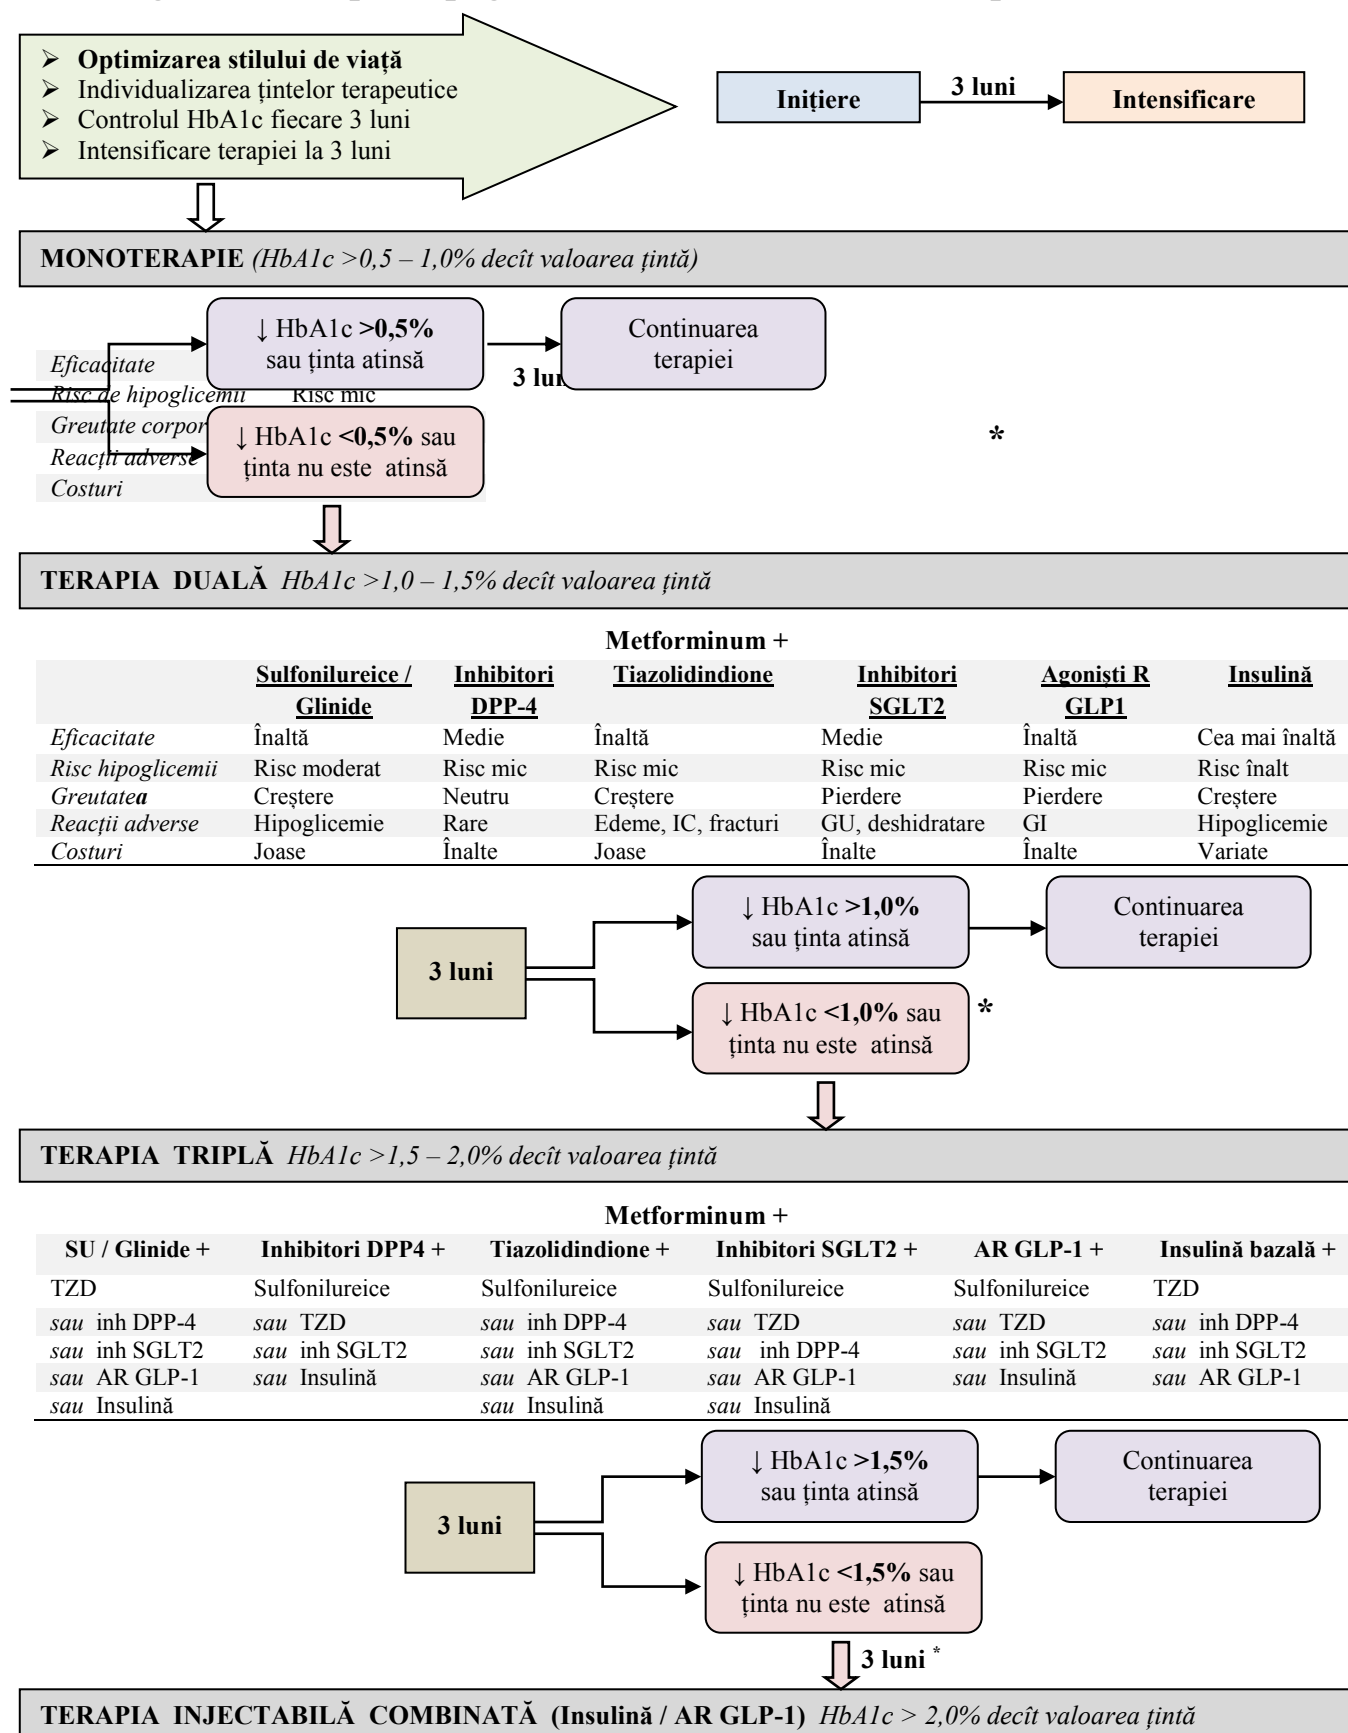 ➢ Optimizarea stilului de viață
➢ Individualizarea țintelor terapeutice
➢ Controlul HbA1c fiecare 3 luni
➢ Intensificare terapiei la 3 luni
Inițiere 3 luni Intensificare
MONOTERAPIE (HbA1c >0,5 – 1,0% decît valoarea țintă)
↓ HbA1c >0,5%
sau ținta atinsă
3 lun
Continuarea
terapiei
Eficacitate
Risc de hipoglicemii Risc mic
Greutate corpor
Reacții adverse
Costuri
↓ HbA1c <0,5% sau
ținta nu este atinsă
*
TERAPIA DUALĂ HbA1c >1,0 – 1,5% decît valoarea țintă
Metforminum +
Sulfonilureice / Inhibitori Tiazolidindione Inhibitori Agoniști R Insulină
Glinide DPP-4 SGLT2 GLP1
Eficacitate Înaltă Medie Înaltă Medie Înaltă Cea mai înaltă
Risc hipoglicemii Risc moderat Risc mic Risc mic Risc mic Risc mic Risc înalt
Greutatea Creștere Neutru Creștere Pierdere Pierdere Creștere
Reacții adverse Hipoglicemie Rare Edeme, IC, fracturi GU, deshidratare GI Hipoglicemie
Costuri Joase Înalte Joase Înalte Înalte Variate
3 luni
↓ HbA1c >1,0%
sau ținta atinsă
Continuarea
terapiei
↓ HbA1c <1,0% sau
ținta nu este atinsă
*
TERAPIA TRIPLĂ HbA1c >1,5 – 2,0% decît valoarea țintă
Metforminum +
SU / Glinide + Inhibitori DPP4 + Tiazolidindione + Inhibitori SGLT2 + AR GLP-1 + Insulină bazală +
TZD Sulfonilureice Sulfonilureice Sulfonilureice Sulfonilureice TZD
sau inh DPP-4 sau TZD sau inh DPP-4 sau TZD sau TZD sau inh DPP-4
sau inh SGLT2 sau inh SGLT2 sau inh SGLT2 sau inh DPP-4 sau inh SGLT2 sau inh SGLT2
sau AR GLP-1 sau Insulină sau AR GLP-1 sau AR GLP-1 sau Insulină sau AR GLP-1
sau Insulină sau Insulină sau Insulină
3 luni
↓ HbA1c >1,5%
sau ținta atinsă
Continuarea
terapiei
↓ HbA1c <1,5% sau
ținta nu este atinsă
3 luni *
TERAPIA INJECTABILĂ COMBINATĂ (Insulină / AR GLP-1) HbA1c > 2,0% decît valoarea țintă